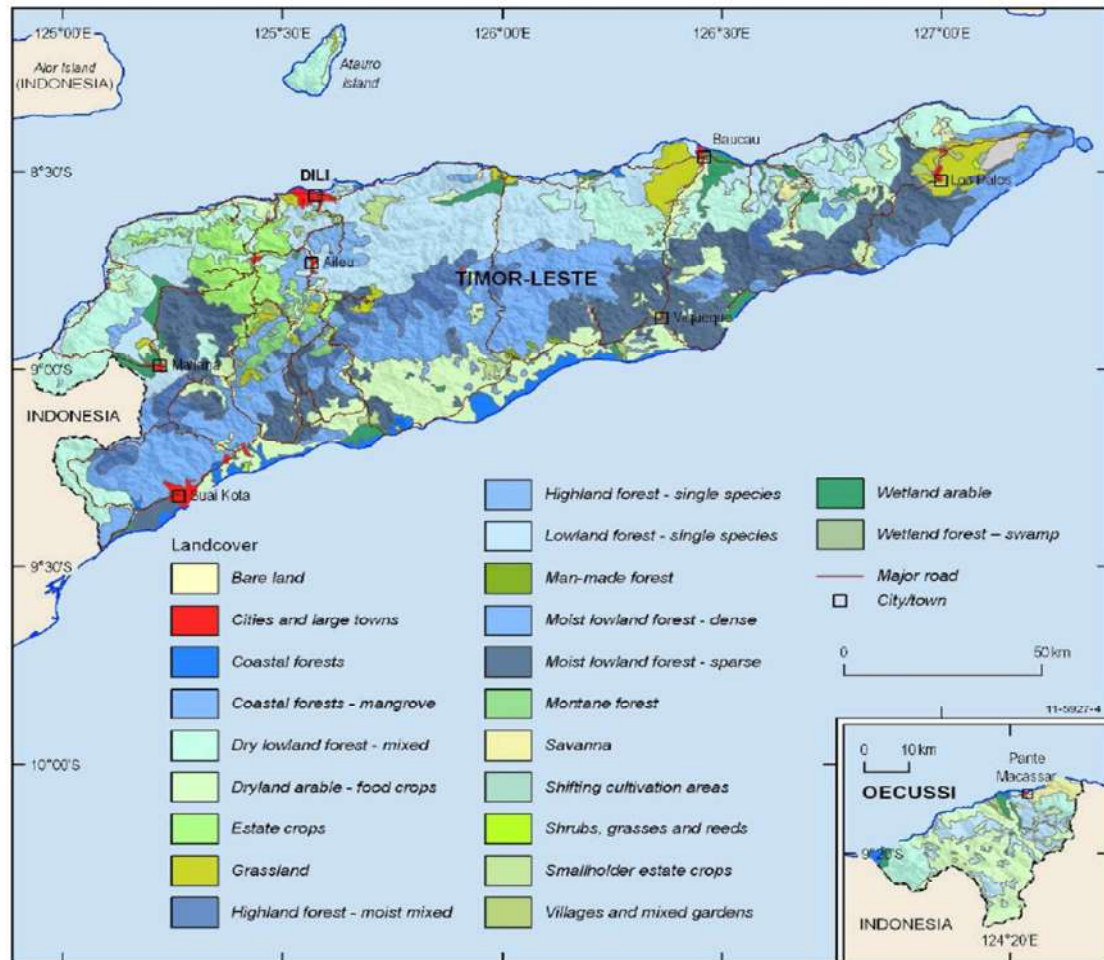 125°00'E
125°30'E
126°00'E
126°30'E
127°00'E
Alor Island
(INDONESIA)
Atauro
Island
8°30'S
9°00'S
9°30'S
10°00'S
DILI
Baucau
Los Palos
Aileu
TIMOR-LESTE
Viqueque
Maliana
INDONESIA
Suai Kota
Landcover
Bare land
Cities and large towns
Coastal forests
Coastal forests - mangrove
Dry lowland forest - mixed
Dryland arable - food crops
Estate crops
Grassland
Highland forest - moist mixed
Highland forest - single species
Lowland forest - single species
Man-made forest
Moist lowland forest - dense
Moist lowland forest - sparse
Montane forest
Savanna
Shifting cultivation areas
Shrubs, grasses and reeds
Smallholder estate crops
Villages and mixed gardens
Wetland arable
Wetland forest – swamp
Major road
City/town
0 50 km
11-5927-4
0 10 km
Pante
Macassar
OECUSSI
9°20'S
INDONESIA
124°20'E